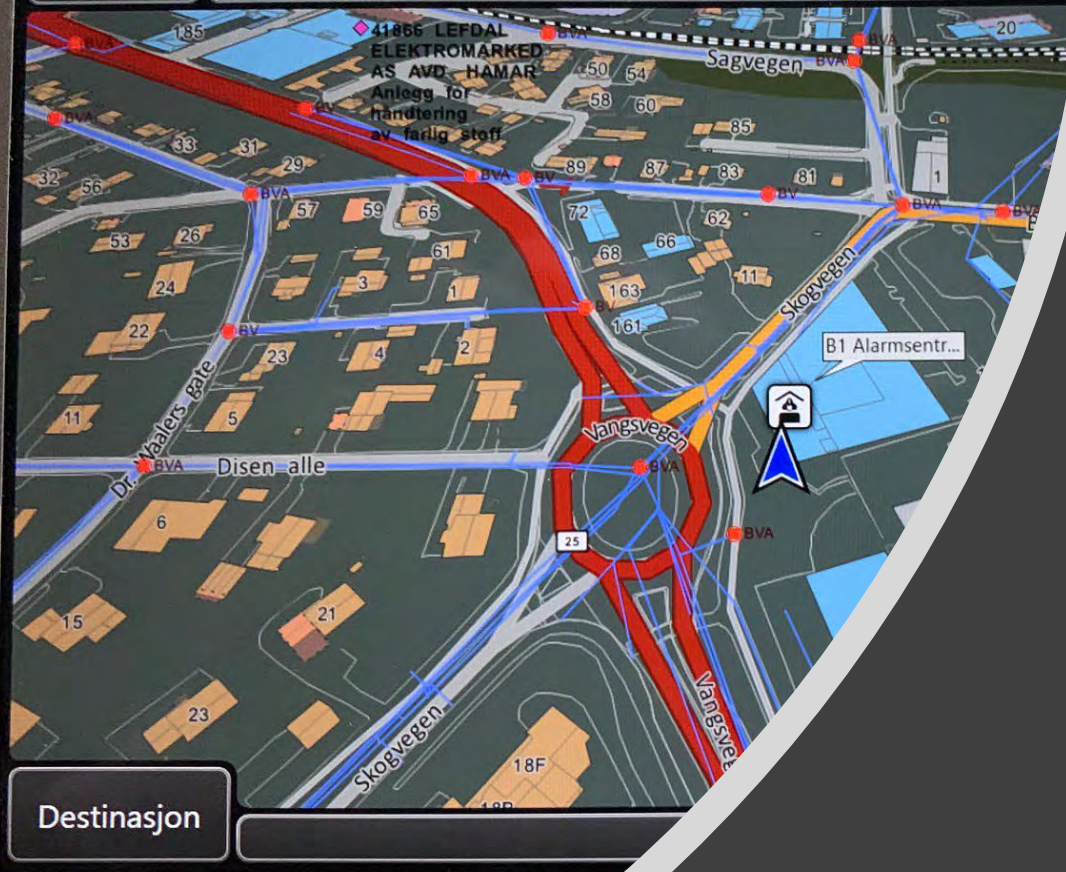 185
41866 LEFDAL
ELEKTROMARKED
AS AVD. HAMAR
Anlegg for
håndtering
av farlig stoff
BVA
BVA
BVA
20
Sagvegen
BVA
50
54
58
60
85
BV
BVA
33
31
29
32
56
BVA
BVA
BV
89
87
83
81
BV
1
BVA
BVA
57
59
65
72
62
53
26
61
68
66
11
24
3
1
163
161
BV
Skogvegen
22
BV
23
4
2
B1 Alarmsentr...
11
5
Dr. Waalers gate
BVA
Disen alle
Vangsvegen
BVA
6
25
BVA
15
21
23
Skogvegen
18F
Vangsveg
Destinasjon